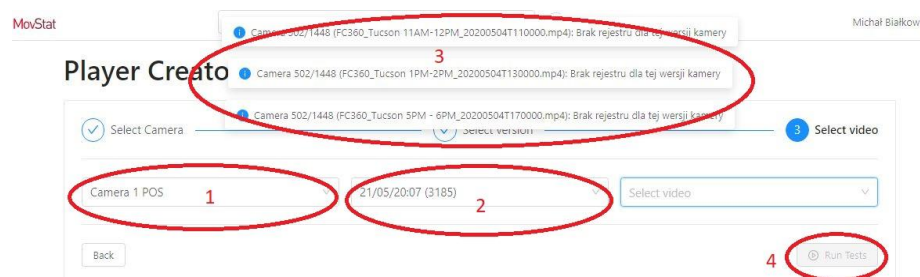 MovStat
Michał Białkow
Camera 502/1448 (FC360_Tucson 11AM-12PM_20200504T110000.mp4): Brak rejestru dla tej wersji kamery
3
Player Creato
Camera 502/1448 (FC360_Tucson 1PM-2PM_20200504T130000.mp4): Brak rejestru dla tej wersji kamery
Camera 502/1448 (FC360_Tucson 5PM - 6PM_20200504T170000.mp4): Brak rejestru dla tej wersji kamery
Select Camera
Select version
3 Select video
Camera 1 POS
1
21/05/20:07 (3185)
2
Select video
Back
4
Run Tests